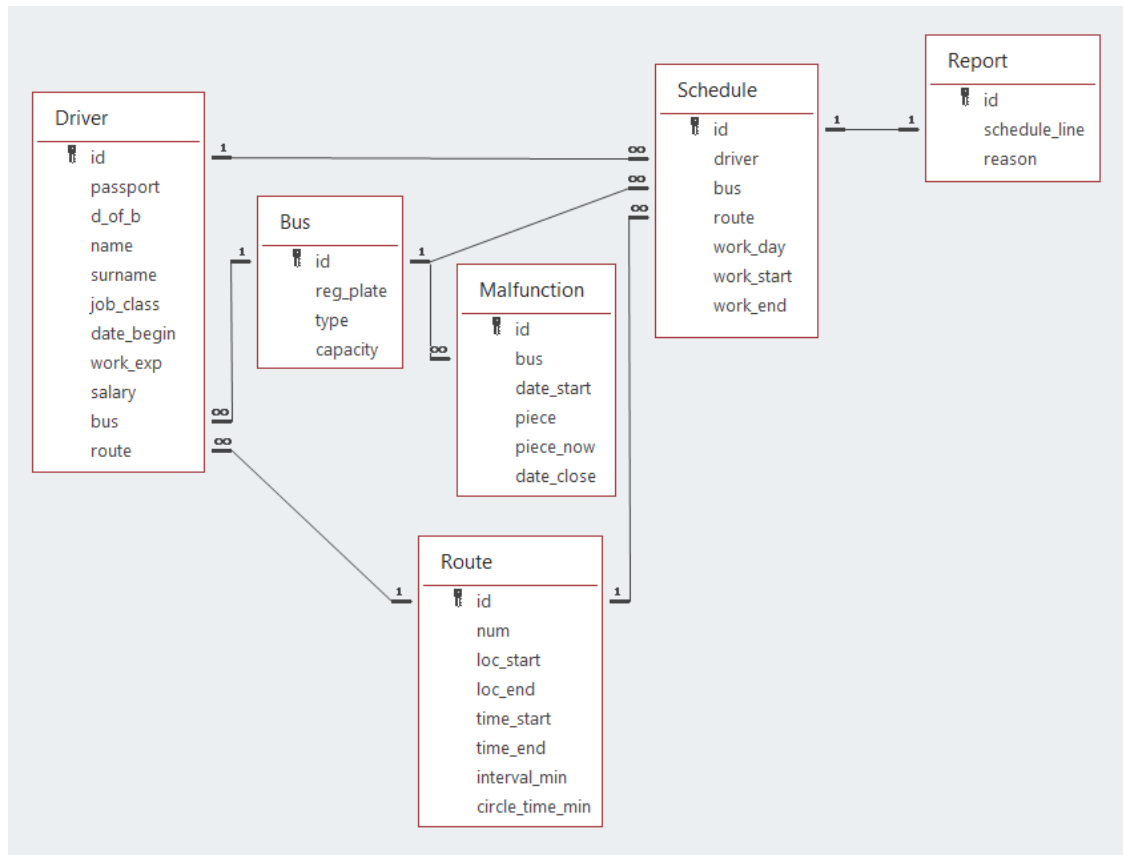 Driver
id
passport
d_of_b
name
surname
job_class
date_begin
work_exp
salary
bus
route
1
∞
∞
Bus
id
reg_plate
type
capacity
1
1
Malfunction
id
bus
date_start
piece
piece_now
date_close
∞
Route
id
num
loc_start
loc_end
time_start
time_end
interval_min
circle_time_min
1
1
Schedule
id
driver
bus
route
work_day
work_start
work_end
∞
∞
∞
1
1
Report
id
schedule_line
reason